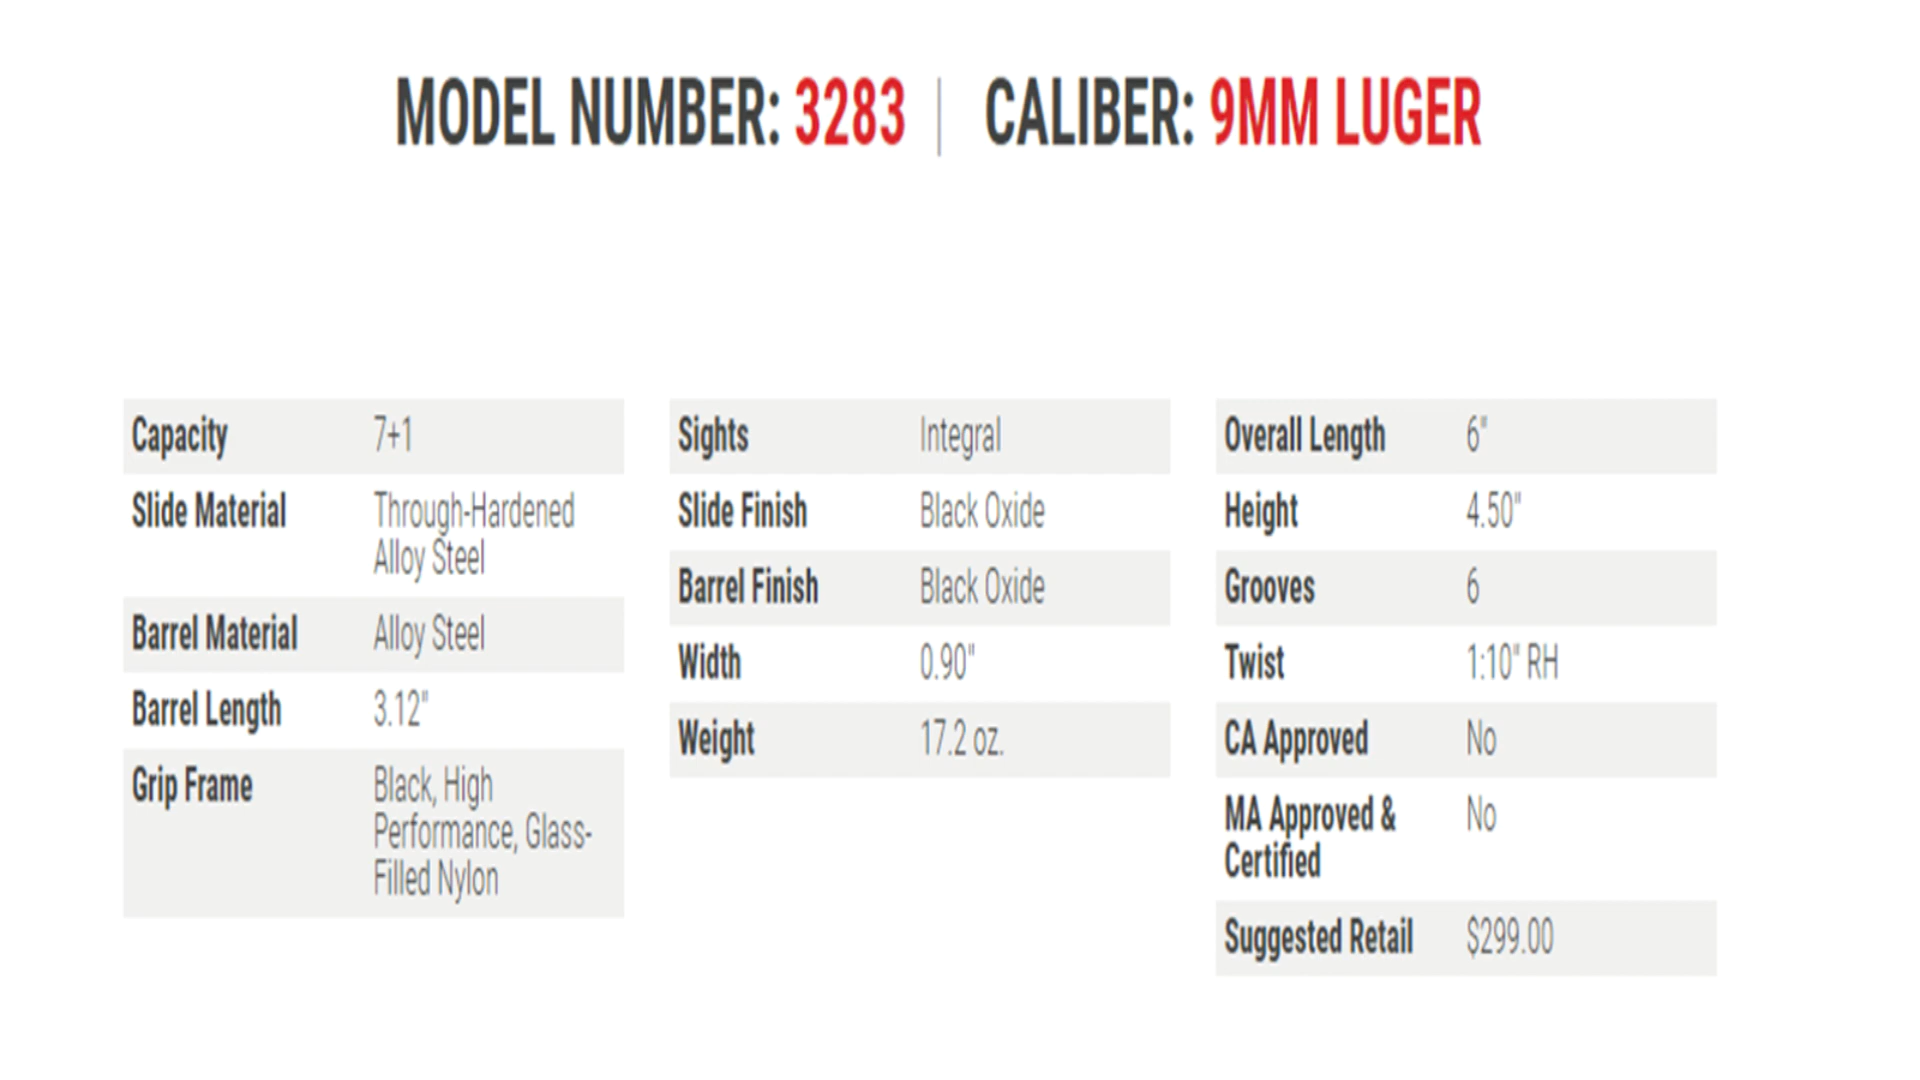 MODEL NUMBER: 3283 | CALIBER: 9MM LUGER
Capacity 7+1
Slide Material Through-Hardened
Alloy Steel
Barrel Material Alloy Steel
Barrel Length 3.12"
Grip Frame Black, High
Performance, Glass-
Filled Nylon
Sights Integral
Slide Finish Black Oxide
Barrel Finish Black Oxide
Width 0.90"
Weight 17.2 oz.
Overall Length 6"
Height 4.50"
Grooves 6
Twist 1:10" RH
CA Approved No
MA Approved & No
Certified
Suggested Retail $299.00